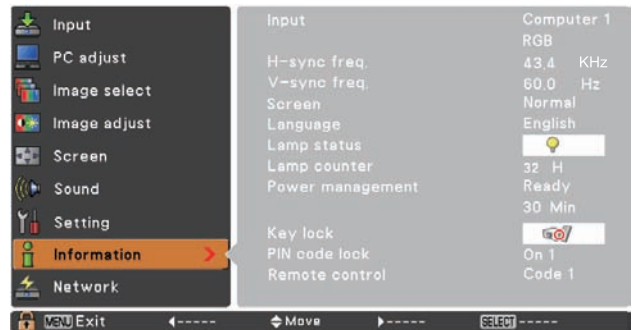 Input
PC adjust
Image select
Image adjust
Screen
Sound
Setting
Information
Network
Input Computer 1
RGB
H-sync freq. 43.4 KHz
V-sync freq. 60.0 Hz
Screen Normal
Language English
Lamp status
Lamp counter 32 H
Power management Ready
30 Min
Key lock
PIN code lock On 1
Remote control Code 1
MENU Exit ◄----- Move ►----- SELECT -----